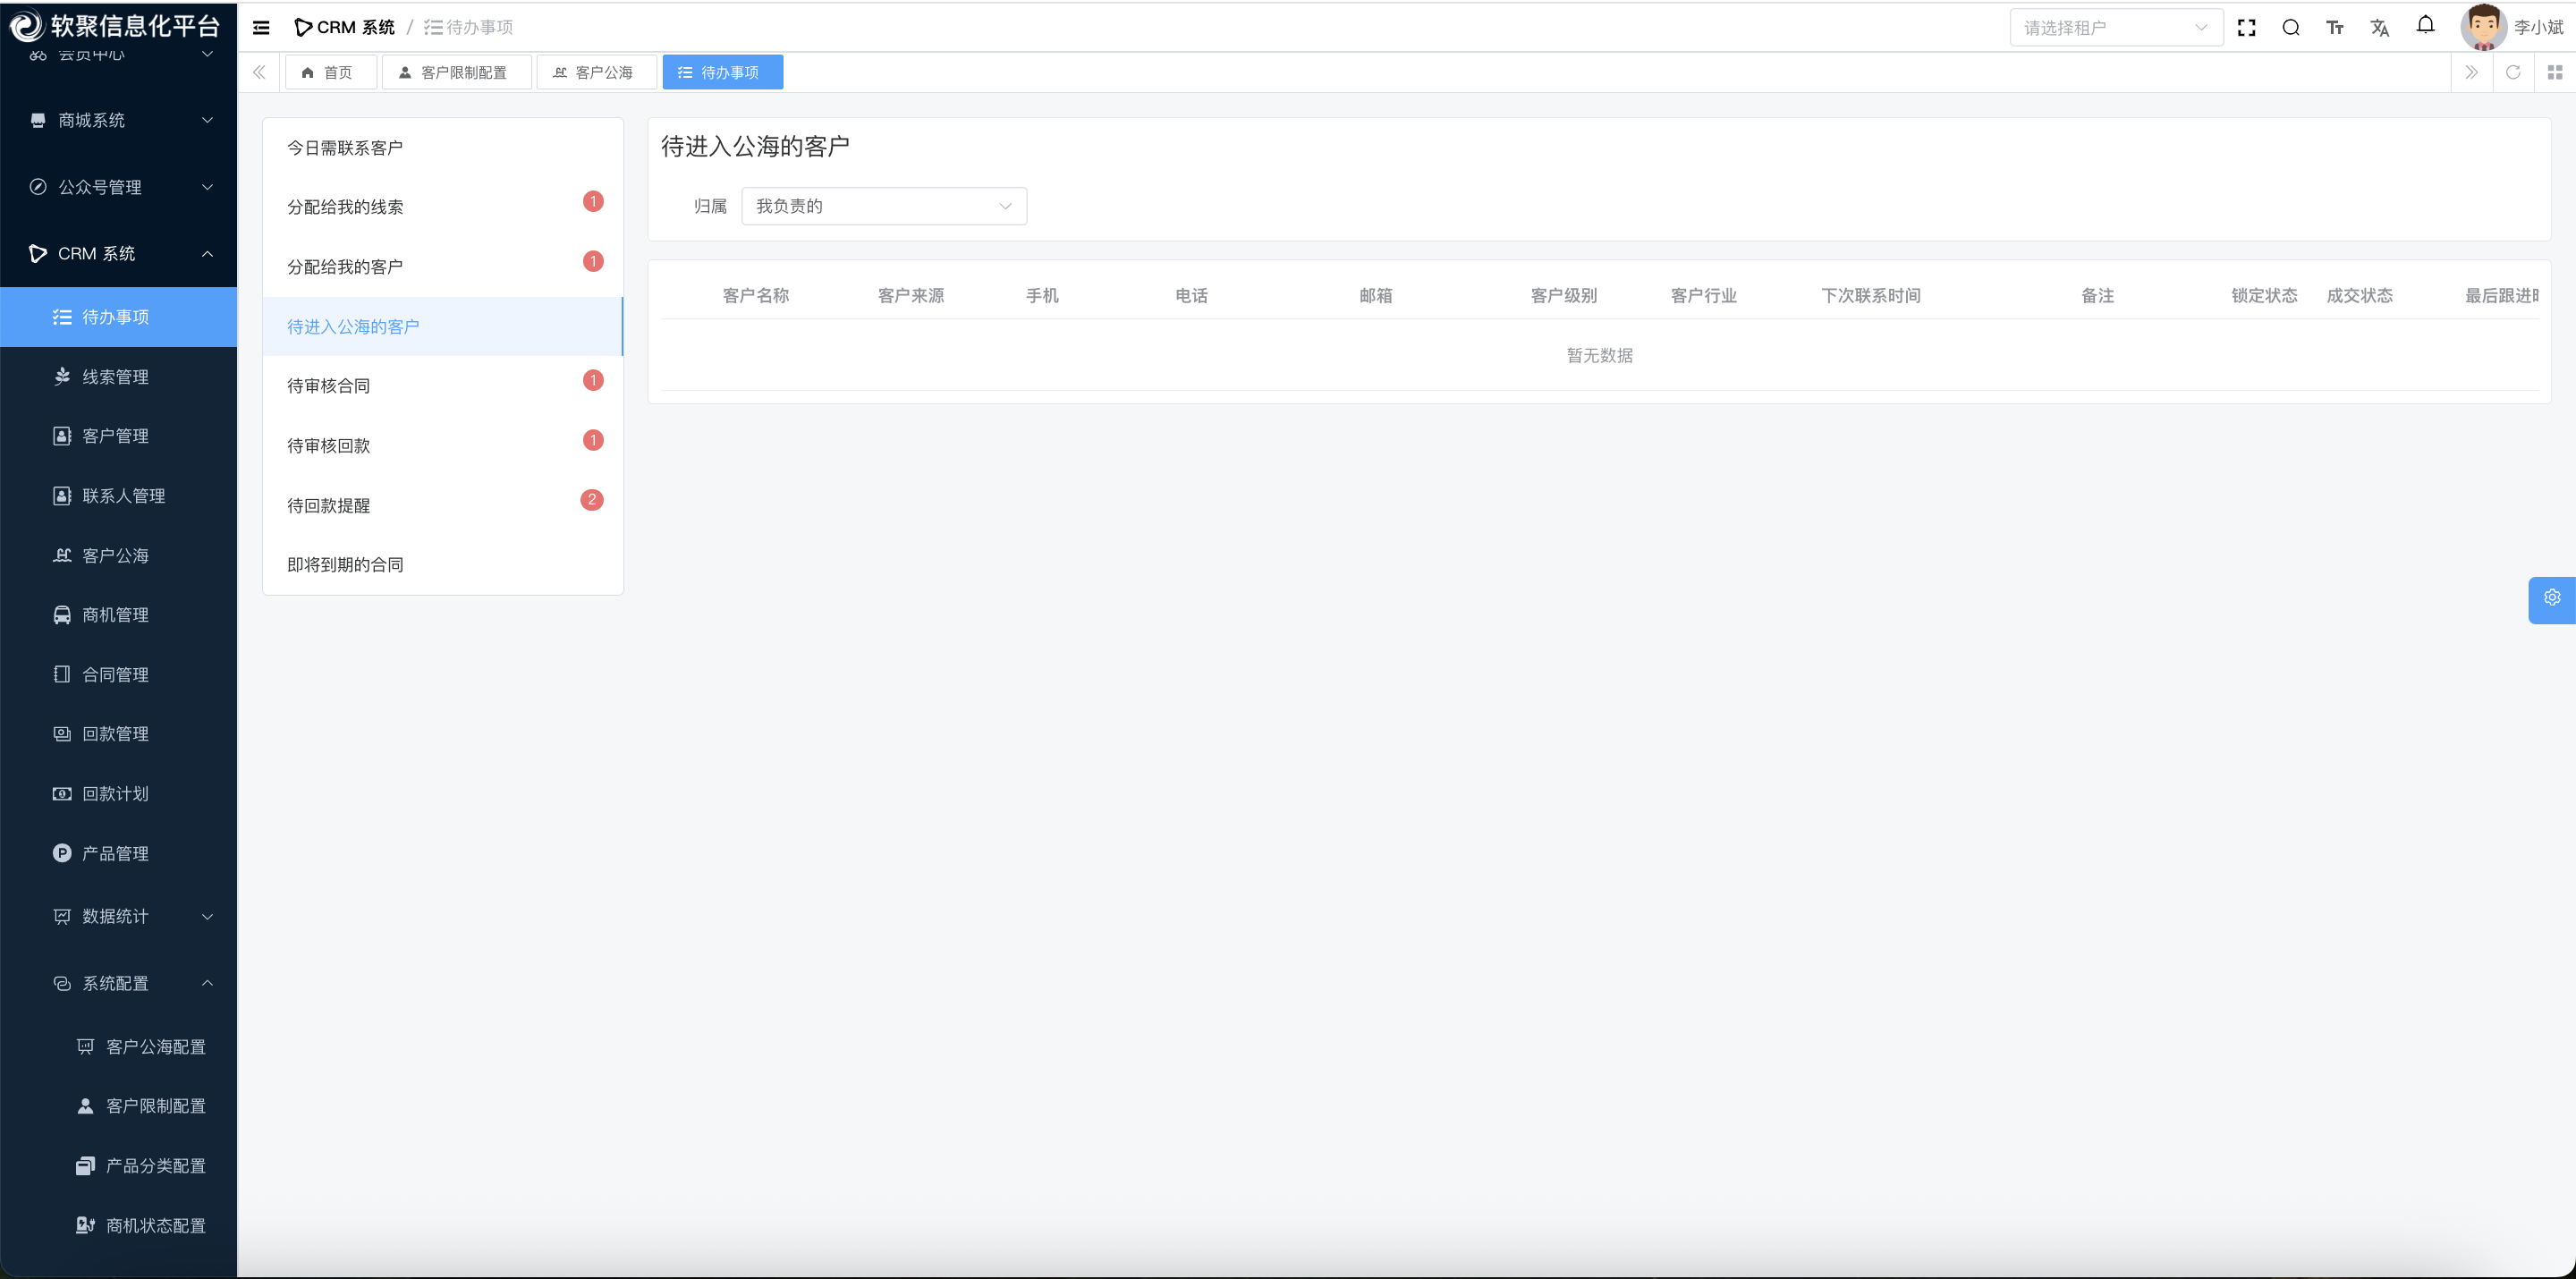 软聚信息化平台
会员中心
商城系统
公众号管理
CRM 系统
待办事项
线索管理
客户管理
联系人管理
客户公海
商机管理
合同管理
回款管理
回款计划
产品管理
数据统计
系统配置
客户公海配置
客户限制配置
产品分类配置
商机状态配置
CRM 系统 / 待办事项
请选择租户
李小斌
首页 客户限制配置 客户公海 待办事项
今日需联系客户
分配给我的线索 1
分配给我的客户 1
待进入公海的客户
待审核合同 1
待审核回款 1
待回款提醒 2
即将到期的合同
待进入公海的客户
归属 我负责的
客户名称 客户来源 手机 电话 邮箱 客户级别 客户行业 下次联系时间 备注 锁定状态 成交状态 最后跟进
暂无数据